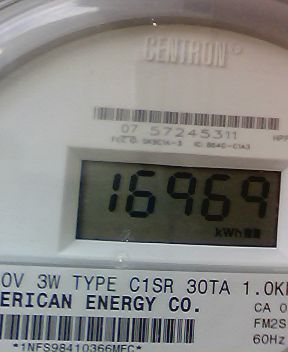 CENTRON®
07 57245311
16969
kWh
0V 3W TYPE C1SR 30TA 1.0K
ERICAN ENERGY CO.
CA 0
FM2S
60Hz
*1NFS98410366MFC*